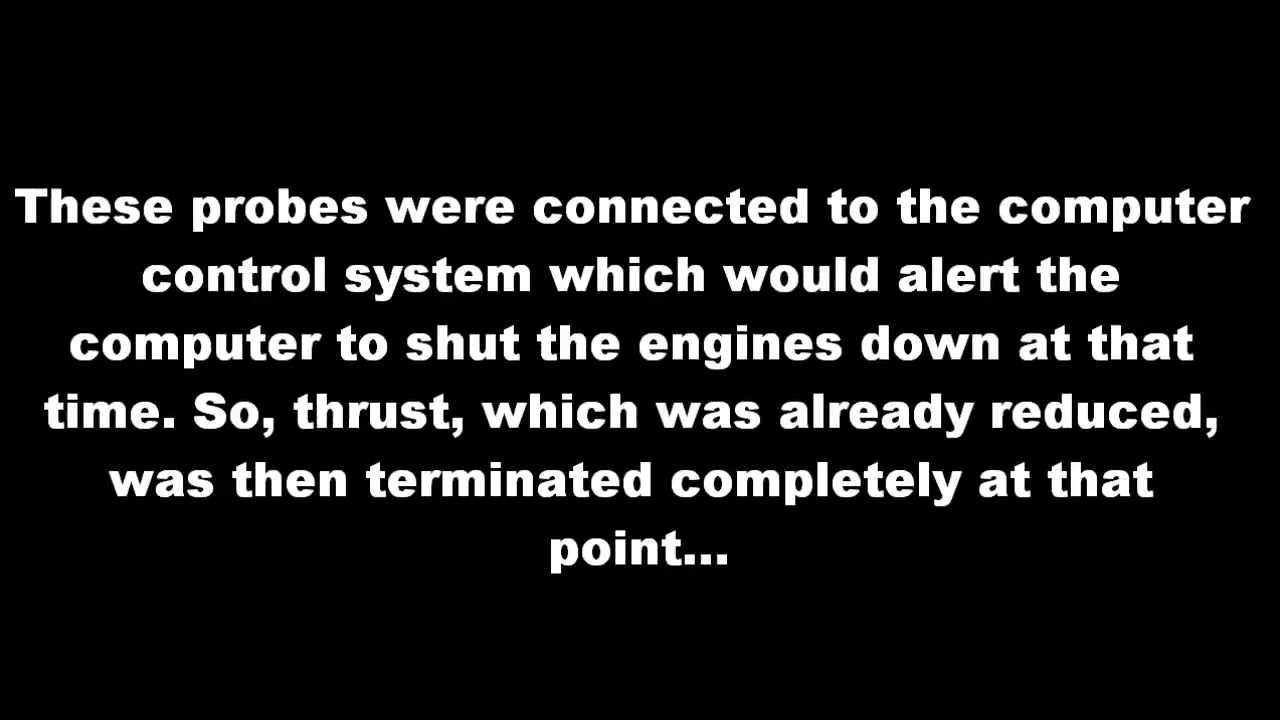 These probes were connected to the computer
control system which would alert the
computer to shut the engines down at that
time. So, thrust, which was already reduced,
was then terminated completely at that
point...